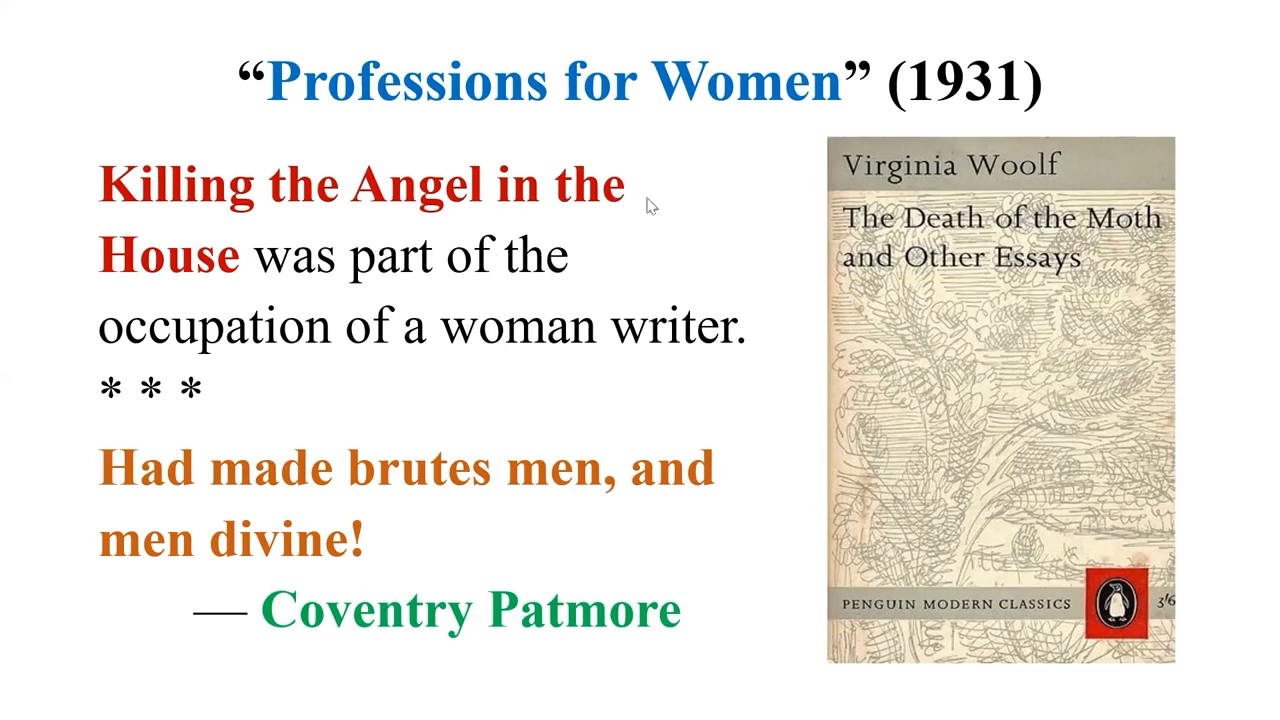 “Professions for Women” (1931)
Killing the Angel in the
House was part of the
occupation of a woman writer.
* * *
Had made brutes men, and
men divine!
— Coventry Patmore
Virginia Woolf
The Death of the Moth
and Other Essays
PENGUIN MODERN CLASSICS
3'6